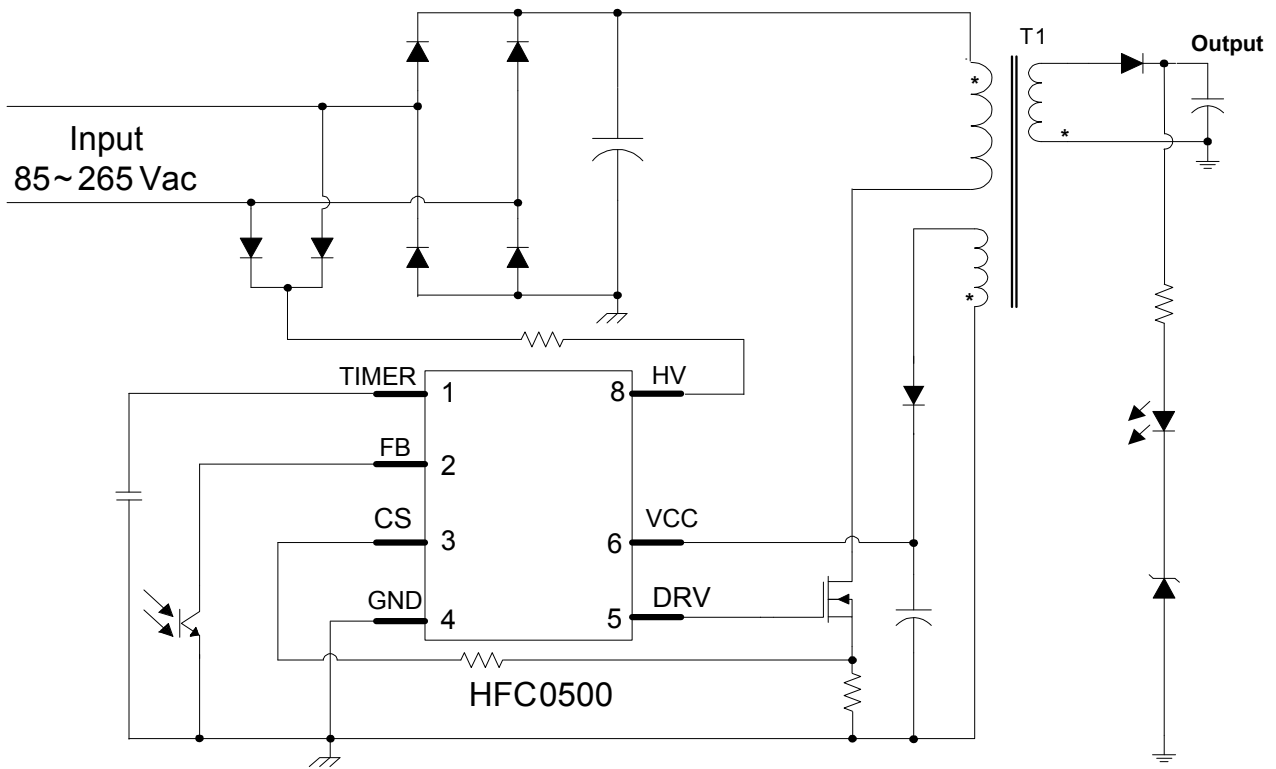 T1
Output
*
*
Input
85~265 Vac
*
TIMER
1
8
HV
FB
2
CS
3
VCC
6
GND
4
DRV
5
HFC0500